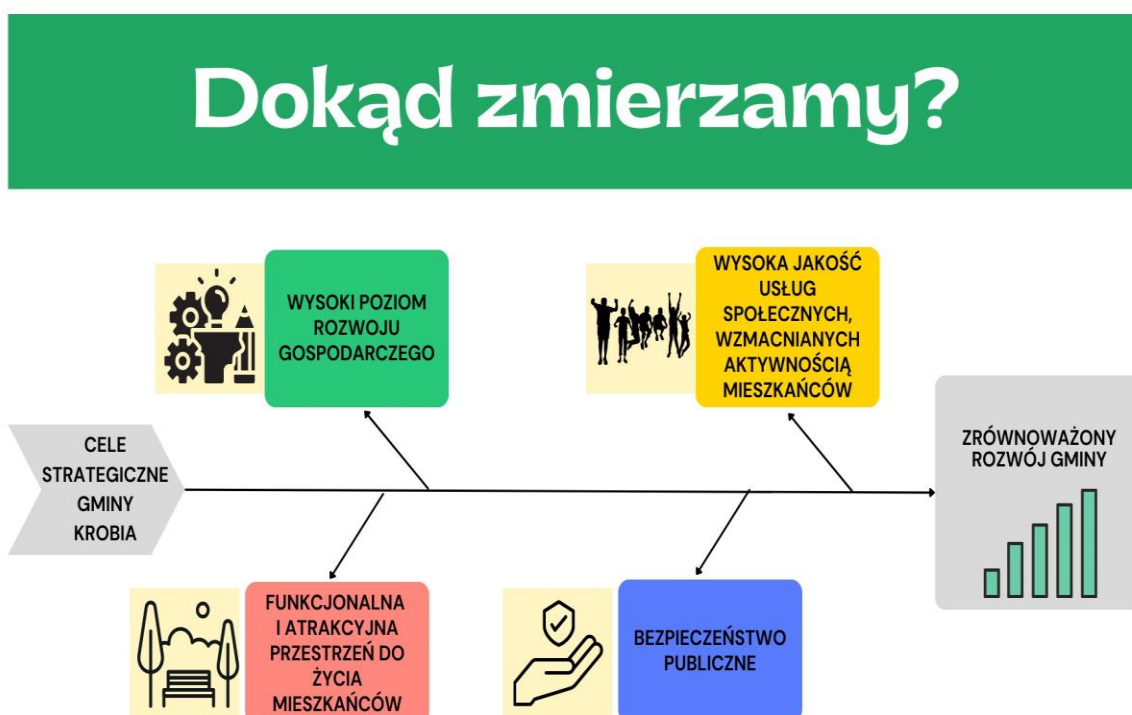 Dokąd zmierzamy?
WYSOKI POZIOM
ROZWOJU
GOSPODARCZEGO
WYSOKA JAKOŚĆ
USŁUG
SPOŁECZNYCH,
WZMACNIANYCH
AKTYWNOŚCIĄ
MIESZKAŃCÓW
CELE
STRATEGICZNE
GMINY
KROBIA
ZRÓWNOWAŻONY
ROZWÓJ GMINY
FUNKCJONALNA
I ATRAKCYJNA
PRZESTRZEŃ DO
ŻYCIA
MIESZKAŃCÓW
BEZPIECZEŃSTWO
PUBLICZNE